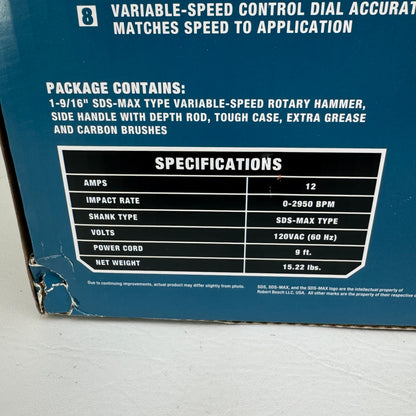 8 VARIABLE-SPEED CONTROL DIAL ACCURAT
MATCHES SPEED TO APPLICATION
PACKAGE CONTAINS:
1-9/16" SDS-MAX TYPE VARIABLE-SPEED ROTARY HAMMER,
SIDE HANDLE WITH DEPTH ROD, TOUGH CASE, EXTRA GREASE
AND CARBON BRUSHES
SPECIFICATIONS
AMPS 12
IMPACT RATE 0-2950 BPM
SHANK TYPE SDS-MAX TYPE
VOLTS 120VAC (60 Hz)
POWER CORD 9 ft.
NET WEIGHT 15.22 lbs.
Due to continuing improvements, actual product may differ slightly from photo.
SDS, SDS-MAX, and the SDS-MAX logo are the intellectual property of
Robert Bosch LLC, USA. All other marks are the property of their respective